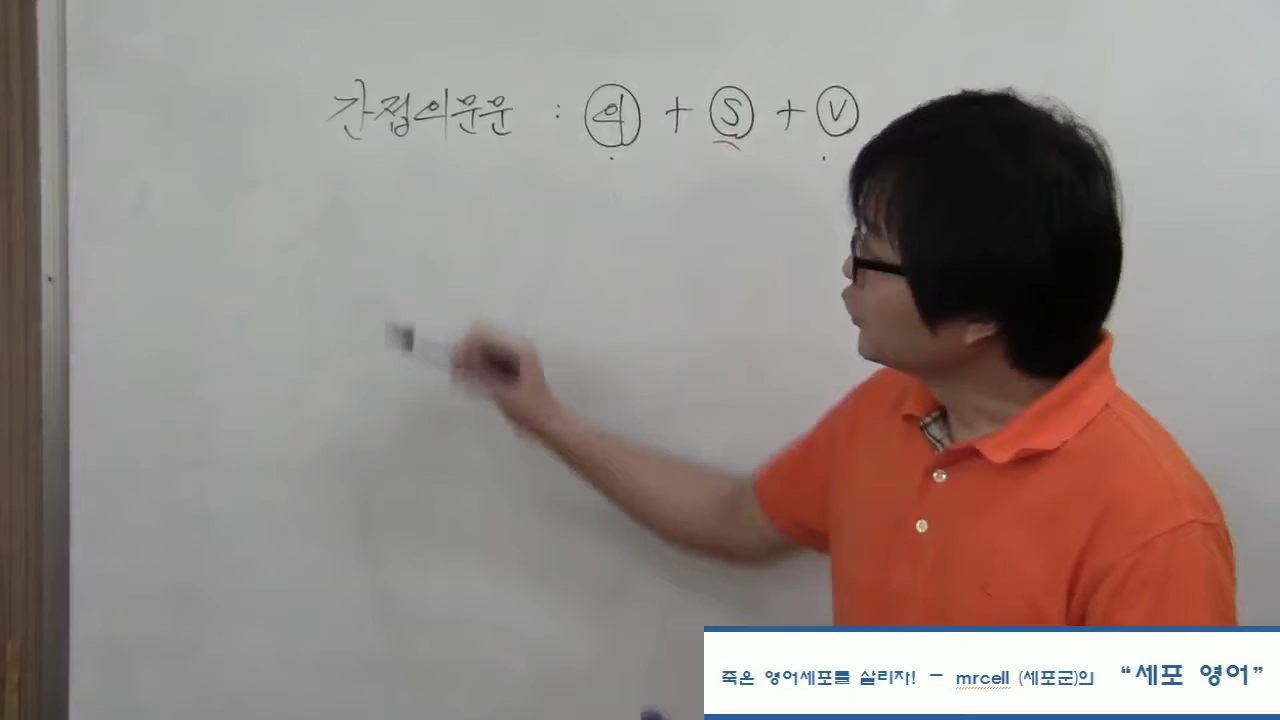 간접의문문 : 의 + S + V
죽은 영어세포를 살리자! - mrcell (세포군)의 “세포 영어”